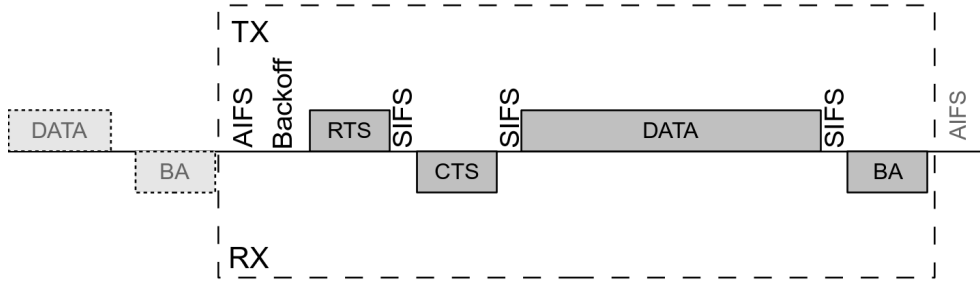 TX
AIFS
Backoff
SIFS
SIFS
SIFS
AIFS
DATA
RTS
DATA
BA
CTS
BA
RX